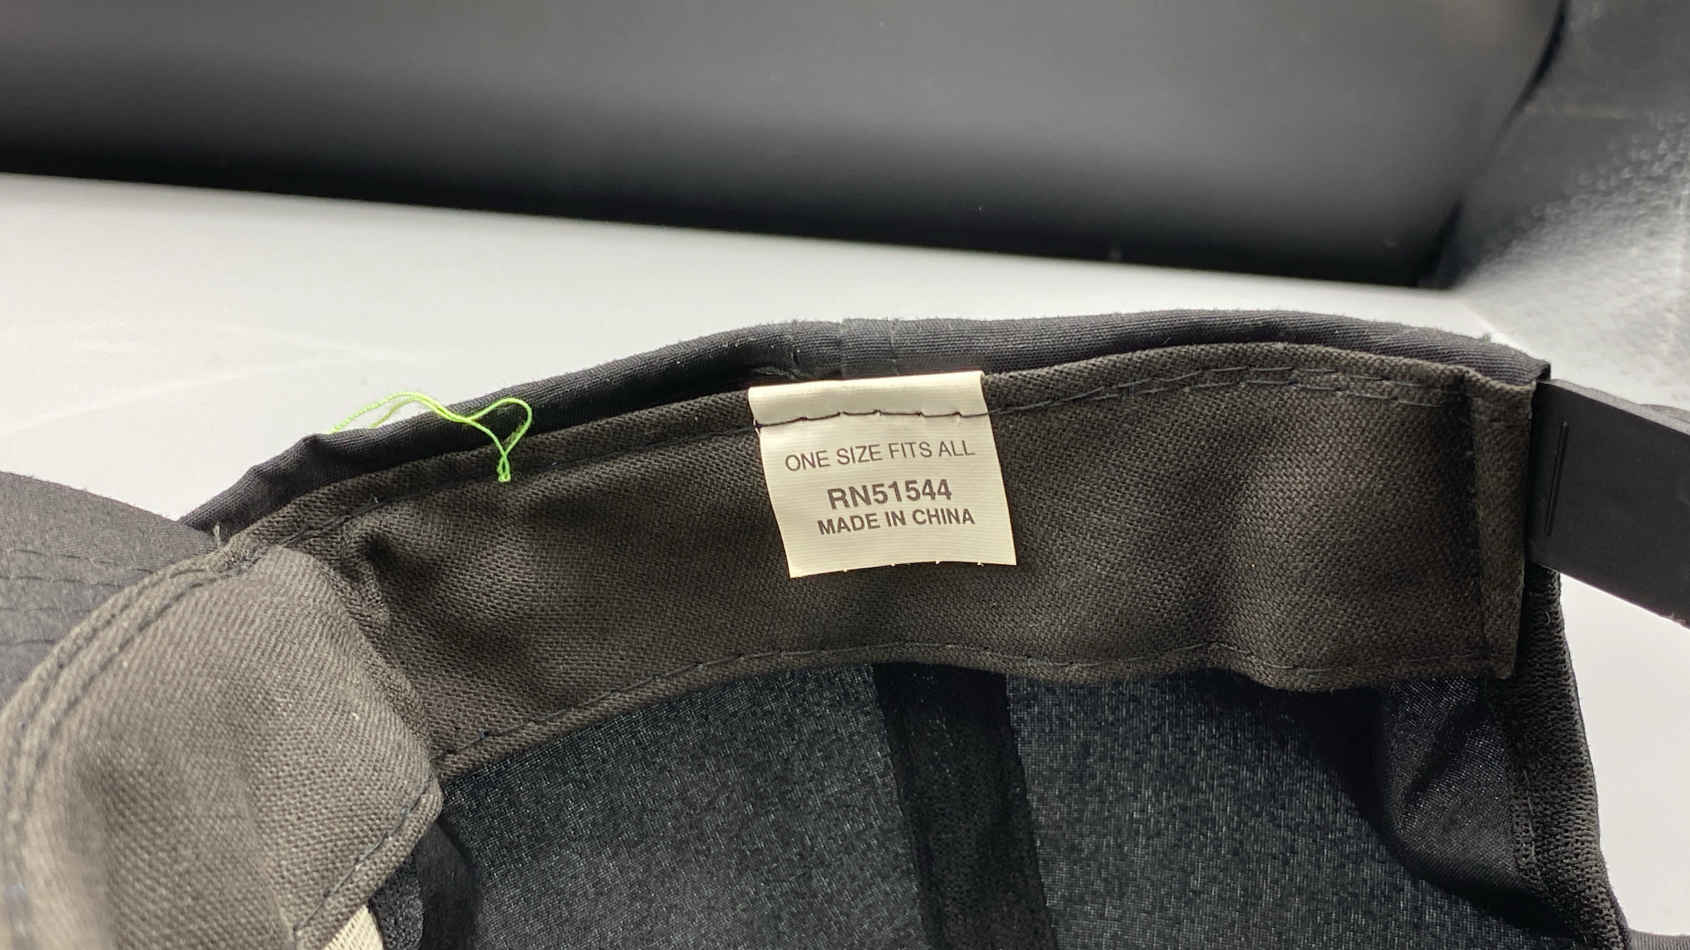 ONE SIZE FITS ALL
RN51544
MADE IN CHINA